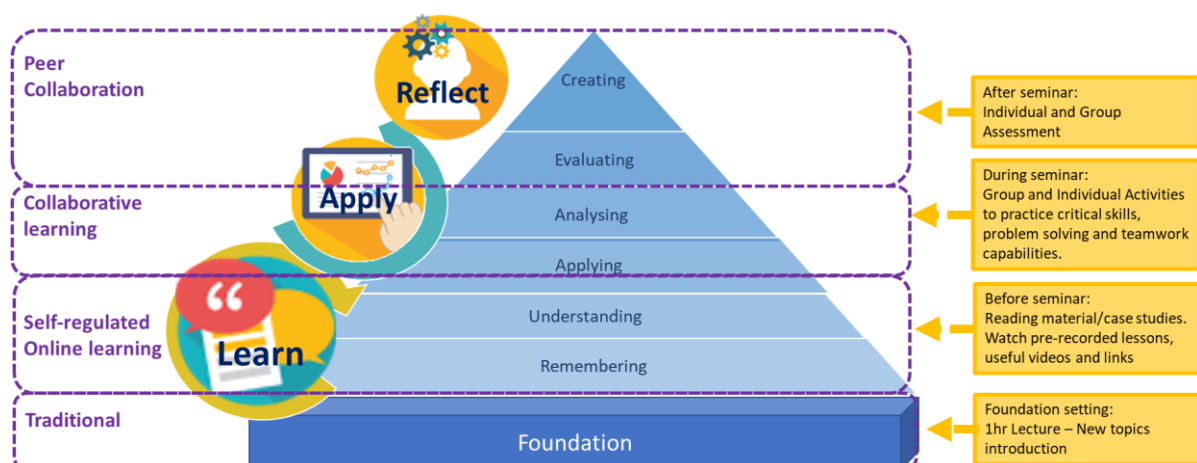 Peer
Collaboration
Reflect
Creating
Evaluating
After seminar:
Individual and Group
Assessment
Collaborative
learning
Apply
Analysing
Applying
During seminar:
Group and Individual Activities
to practice critical skills,
problem solving and teamwork
capabilities.
Self-regulated
Online learning
Learn
Understanding
Remembering
Before seminar:
Reading material/case studies.
Watch pre-recorded lessons,
useful videos and links
Traditional
Foundation
Foundation setting:
1hr Lecture – New topics
introduction